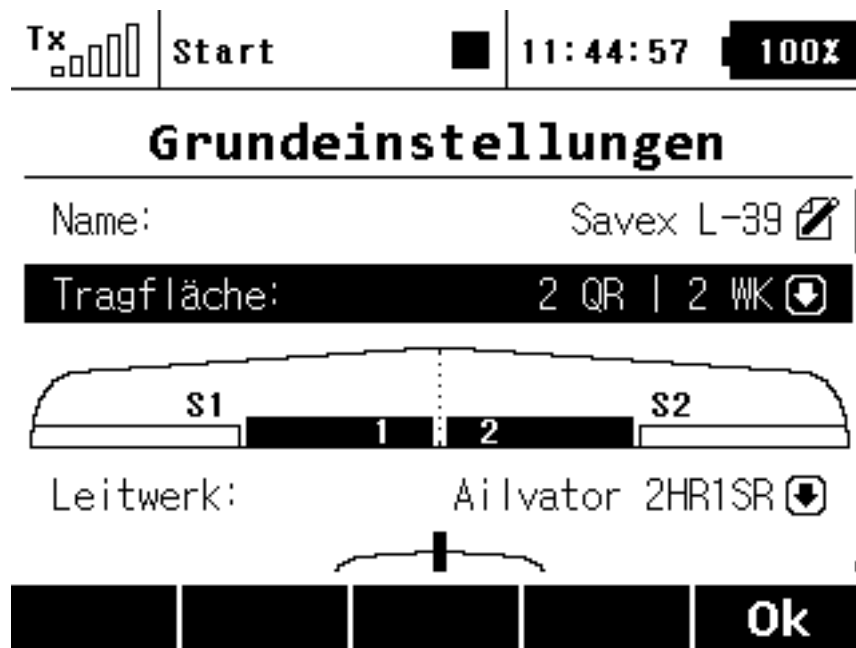 Tx Start 11:44:57 100%
Grundeinstellungen
Name: Savex L-39
Tragfläche: 2 QR | 2 WK
S1 S2
1 2
Leitwerk: Ailvator 2HR1SR
Ok